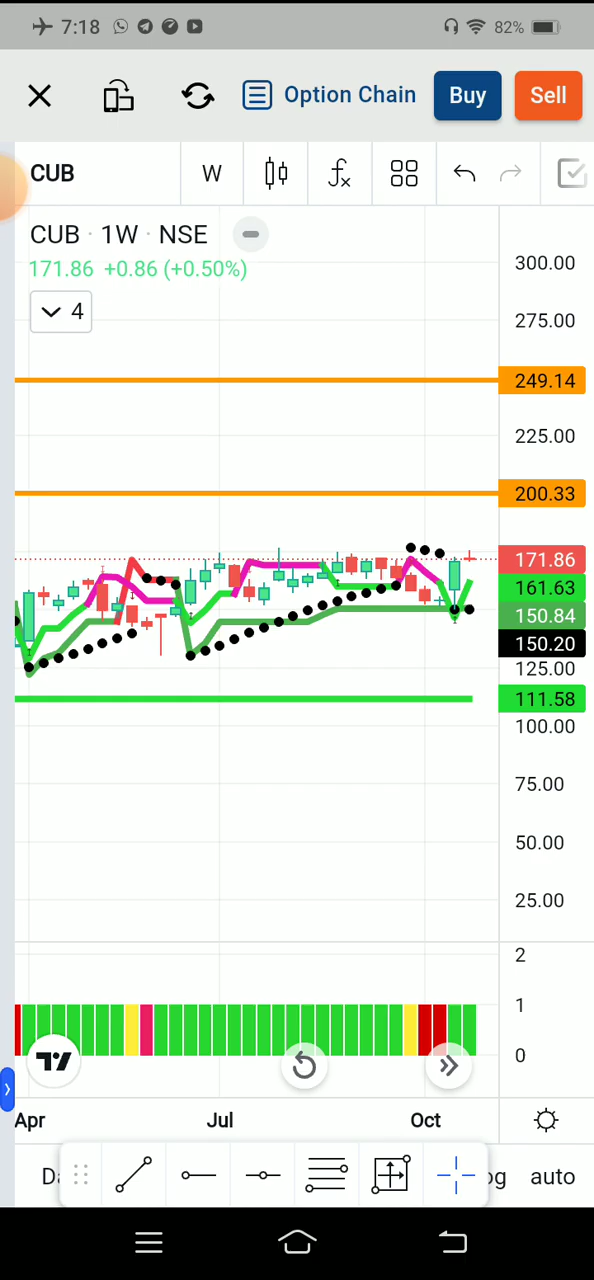 7:18
82%
Option Chain
Buy
Sell
CUB
W
CUB · 1W · NSE
171.86 +0.86 (+0.50%)
4
300.00
275.00
249.14
225.00
200.33
171.86
161.63
150.84
150.20
125.00
111.58
100.00
75.00
50.00
25.00
2
1
0
Apr
Jul
Oct
auto